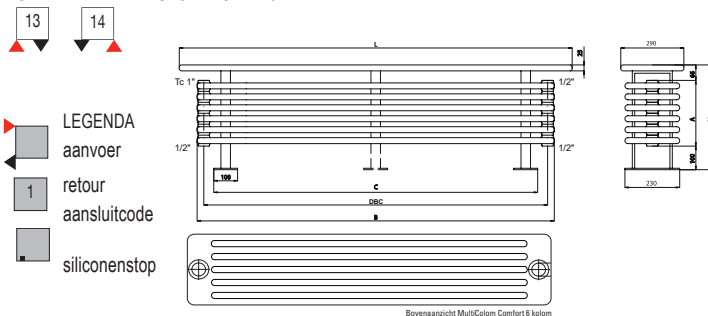 13
14
L
25
290
Tc 1"
1/2"
65
A
1/2"
1/2"
100
100
C
230
DBC
B
LEGENDA
aanvoer
1
retour
aansluitcode
siliconenstop
Bovenaanzicht MultiColom Comfort 6 kolom